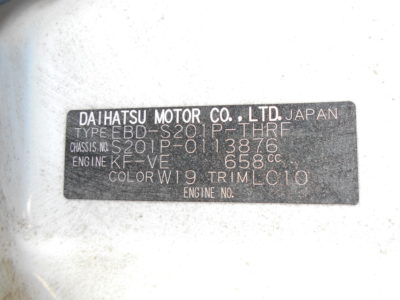 DAIHATSU MOTOR CO.,LTD. JAPAN
TYPE EBD-S201P-THRF
CHASSIS NO. S201P-0113876
ENGINE KF-VE 658cc
COLOR W19 TRIM LC10
ENGINE NO.